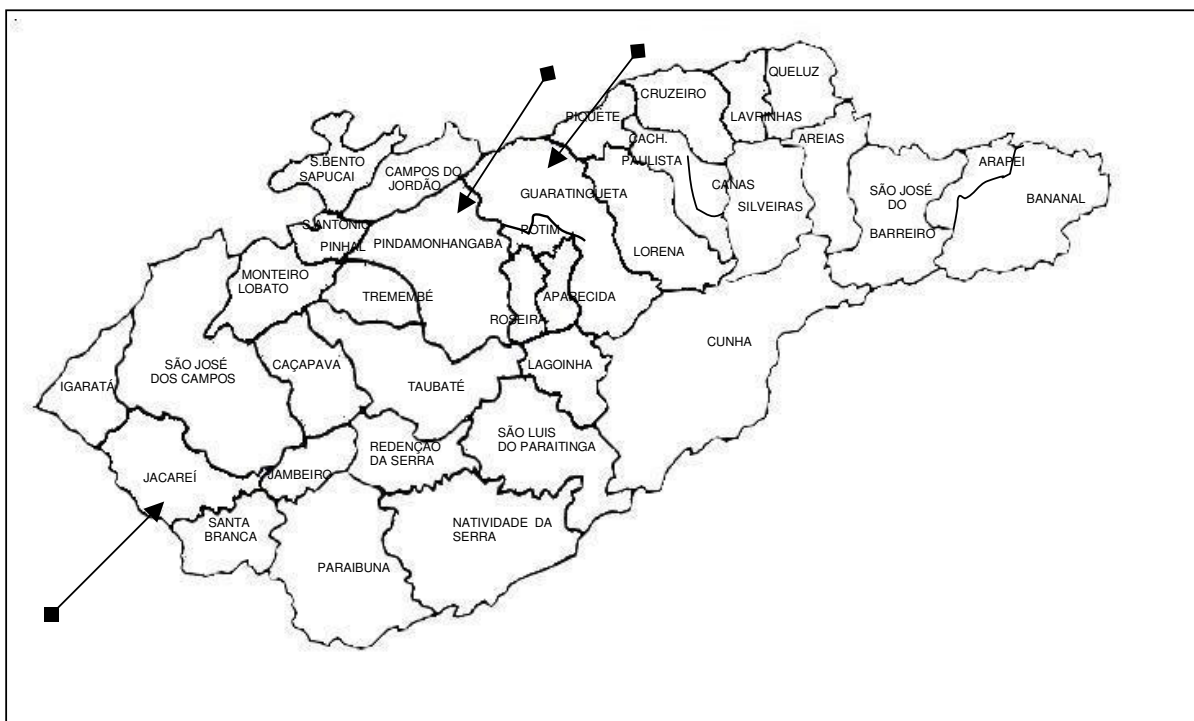 QUELUZ
CRUZEIRO
PIQUETE
LAVRINHAS
CACH.
PAULISTA
AREIAS
S.BENTO
SAPUCAI
CAMPOS DO
JORDÃO
GUARATINGUETA
CANAS
SILVEIRAS
SÃO JOSÉ
DO
BARREIRO
ARAPEI
BANANAL
S.ANTONIO
PINHAL
PINDAMONHANGABA
POTIM
LORENA
MONTEIRO
LOBATO
TREMEMBÉ
ROSEIRA
APARECIDA
CUNHA
IGARATÁ
SÃO JOSÉ
DOS CAMPOS
CAÇAPAVA
TAUBATÉ
LAGOINHA
JACAREÍ
JAMBEIRO
REDENÇÃO
DA SERRA
SÃO LUIS
DO PARAITINGA
SANTA
BRANCA
PARAIBUNA
NATIVIDADE DA
SERRA